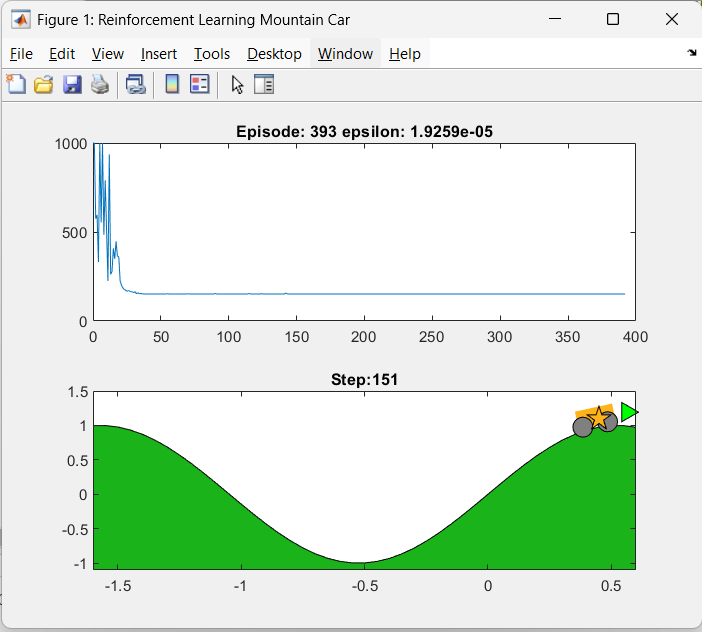 Figure 1: Reinforcement Learning Mountain Car
File Edit View Insert Tools Desktop Window Help
Episode: 393 epsilon: 1.9259e-05
1000
500
0
0 50 100 150 200 250 300 350 400
Step:151
1.5
1
0.5
0
-0.5
-1
-1.5 -1 -0.5 0 0.5